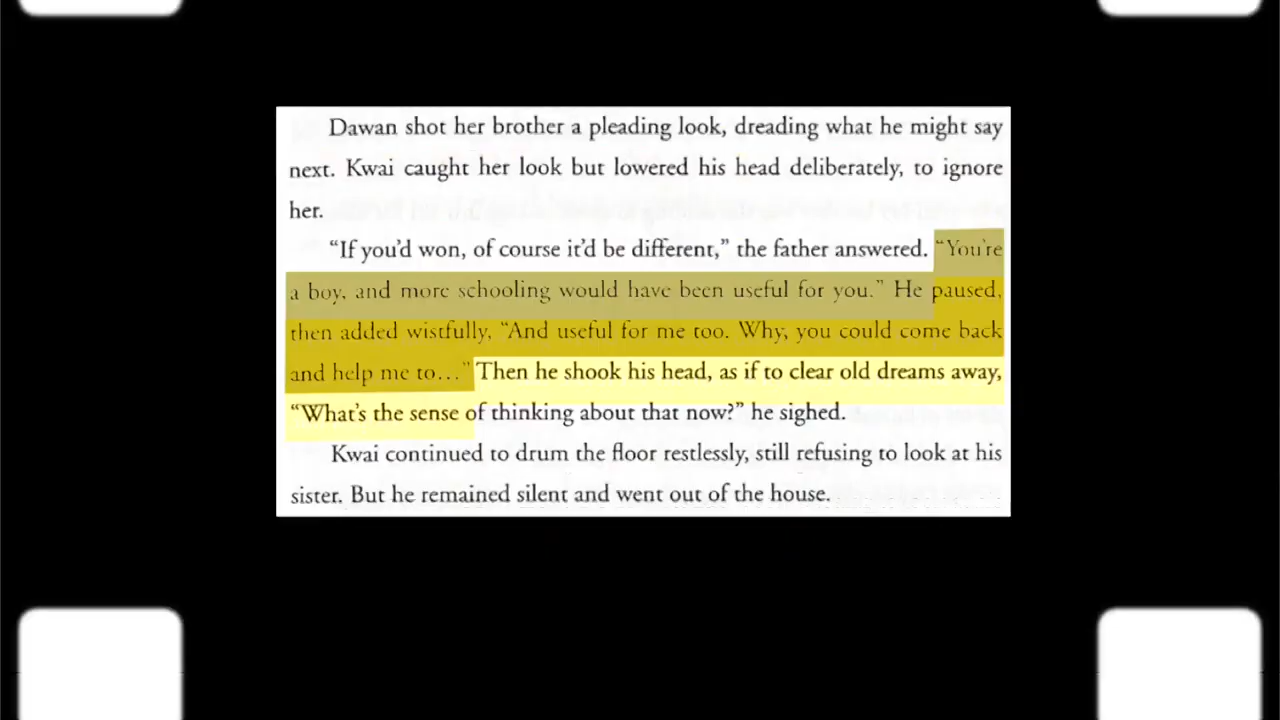 Dawan shot her brother a pleading look, dreading what he might say
next. Kwai caught her look but lowered his head deliberately, to ignore
her.
“If you’d won, of course it’d be different,” the father answered. “You’re
a boy, and more schooling would have been useful for you.” He paused,
then added wistfully, “And useful for me too. Why, you could come back
and help me to…” Then he shook his head, as if to clear old dreams away,
“What’s the sense of thinking about that now?” he sighed.
Kwai continued to drum the floor restlessly, still refusing to look at his
sister. But he remained silent and went out of the house.